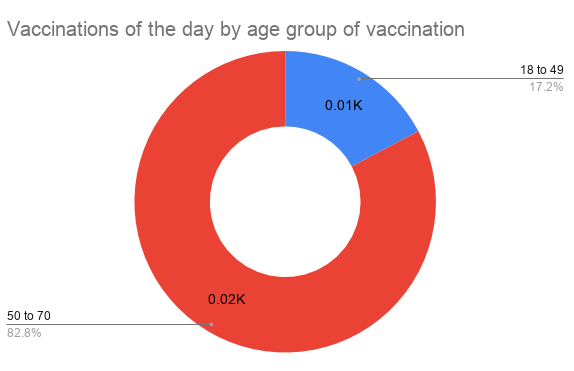 Vaccinations of the day by age group of vaccination
18 to 49
17.2%
0.01K
0.02K
50 to 70
82.8%